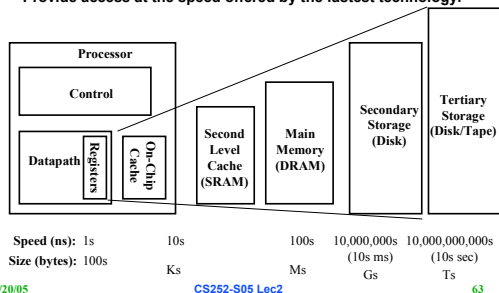 Provide access at the speed offered by the fastest technology.
Processor
Control
Datapath
Registers
On-Chip
Cache
Second
Level
Cache
(SRAM)
Main
Memory
(DRAM)
Secondary
Storage
(Disk)
Tertiary
Storage
(Disk/Tape)
Speed (ns): 1s 10s 100s 10,000,000s 10,000,000,000s
(10s ms) (10s sec)
Size (bytes): 100s
Ks Ms Gs Ts
/20/05 CS252-S05 Lec2 63